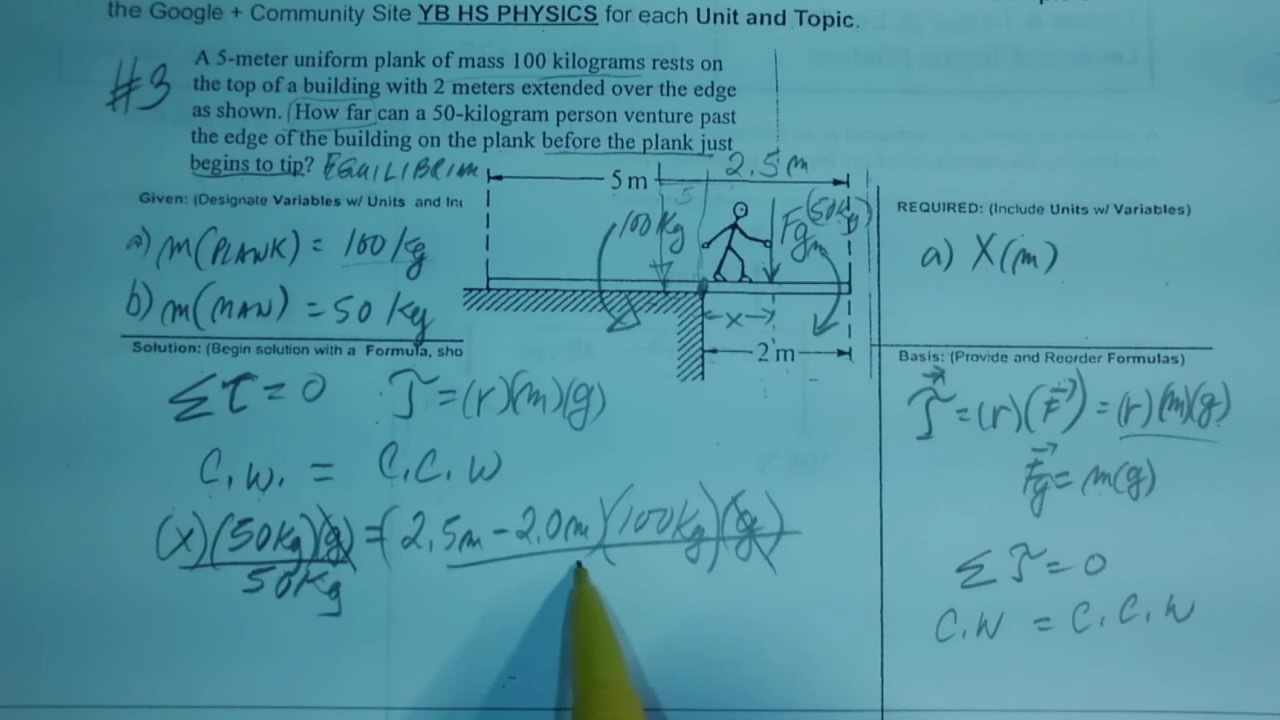 the Google + Community Site YB HS PHYSICS for each Unit and Topic.
#3
A 5-meter uniform plank of mass 100 kilograms rests on
the top of a building with 2 meters extended over the edge
as shown. How far can a 50-kilogram person venture past
the edge of the building on the plank before the plank just
begins to tip? EQUILIBRIM
5 m
2.5 m
100 kg
Fgm
(50kg)
x
2 m
Given: (Designate Variables w/ Units and In
a) m(PLANK) = 100 kg
b) m(MAN) = 50 kg
REQUIRED: (Include Units w/ Variables)
a) X(m)
Solution: (Begin solution with a Formula, sho
Στ = 0 τ = (r)(m)(g)
C.W. = C.C.W
(x)(50kg)(g) = (2.5m - 2.0m)(100kg)(g)
50kg
Basis: (Provide and Reorder Formulas)
τ = (r)(F) = (r)(m)(g)
Fg = m(g)
Στ = 0
C.W = C.C.W